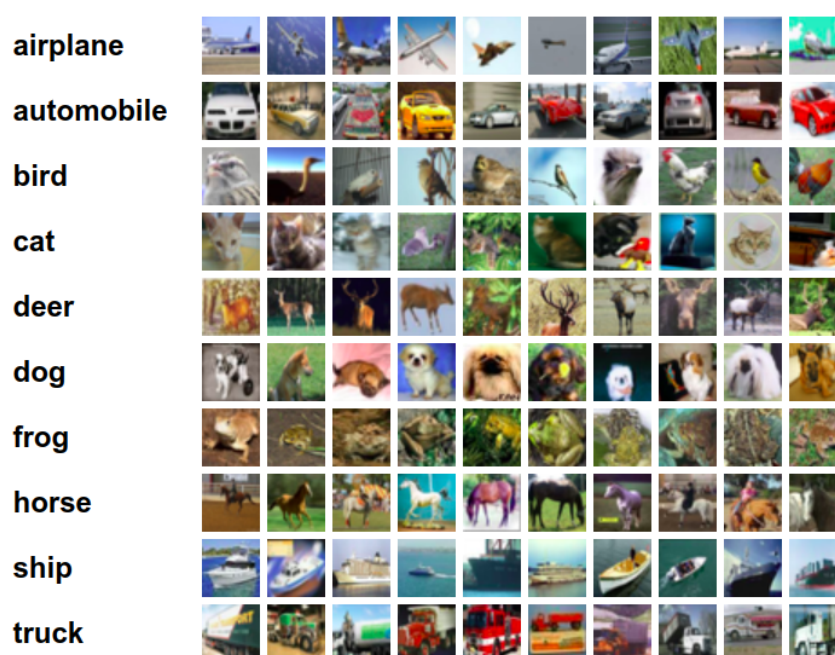 airplane
automobile
bird
cat
deer
dog
frog
horse
ship
truck